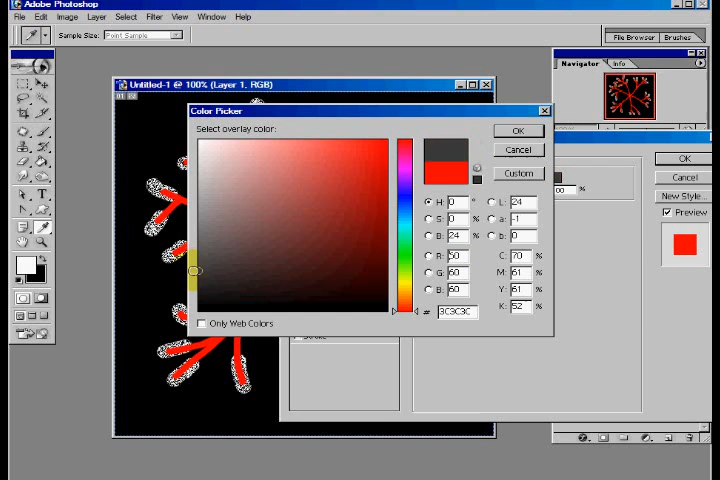 Adobe Photoshop
File Edit Image Layer Select Filter View Window Help
Sample Size: Point Sample
File Browser Brushes
Untitled-1 @ 100% (Layer 1, RGB)
Navigator Info
Color Picker
Select overlay color:
OK
Cancel
Custom
H: 0 °
S: 0 %
B: 24 %
R: 60
G: 60
B: 60
L: 24
a: -1
b: 0
C: 70 %
M: 61 %
Y: 61 %
K: 52 %
# 3C3C3C
Only Web Colors
00 %
OK
Cancel
New Style...
Preview